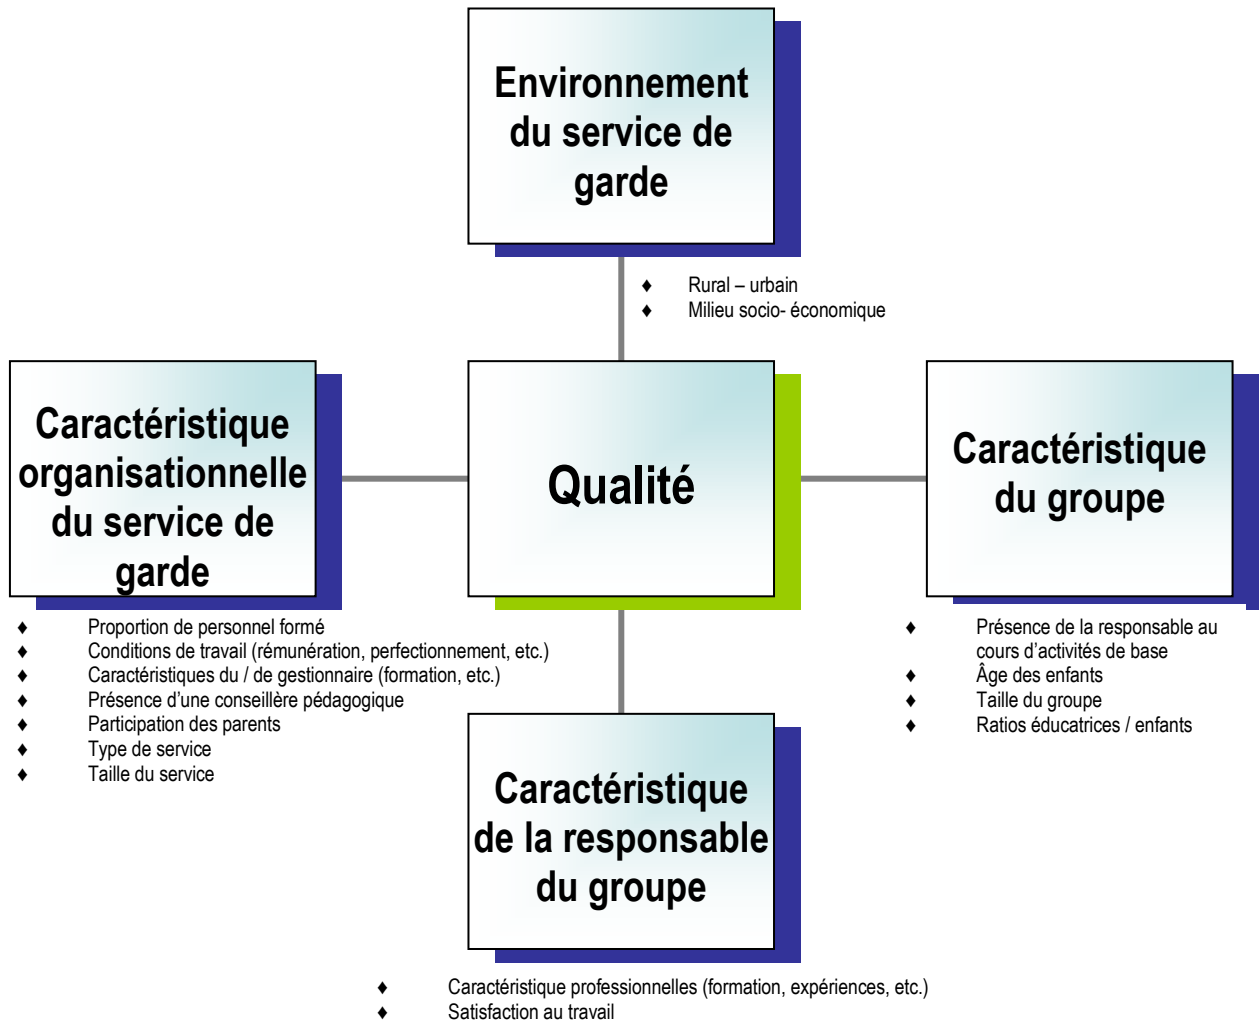 Environnement
du service de
garde
♦ Rural – urbain
♦ Milieu socio- économique
Caractéristique
organisationnelle
du service de
garde
♦ Proportion de personnel formé
♦ Conditions de travail (rémunération, perfectionnement, etc.)
♦ Caractéristiques du / de gestionnaire (formation, etc.)
♦ Présence d’une conseillère pédagogique
♦ Participation des parents
♦ Type de service
♦ Taille du service
Qualité
Caractéristique
du groupe
♦ Présence de la responsable au
cours d’activités de base
♦ Âge des enfants
♦ Taille du groupe
♦ Ratios éducatrices / enfants
Caractéristique
de la responsable
du groupe
♦ Caractéristique professionnelles (formation, expériences, etc.)
♦ Satisfaction au travail